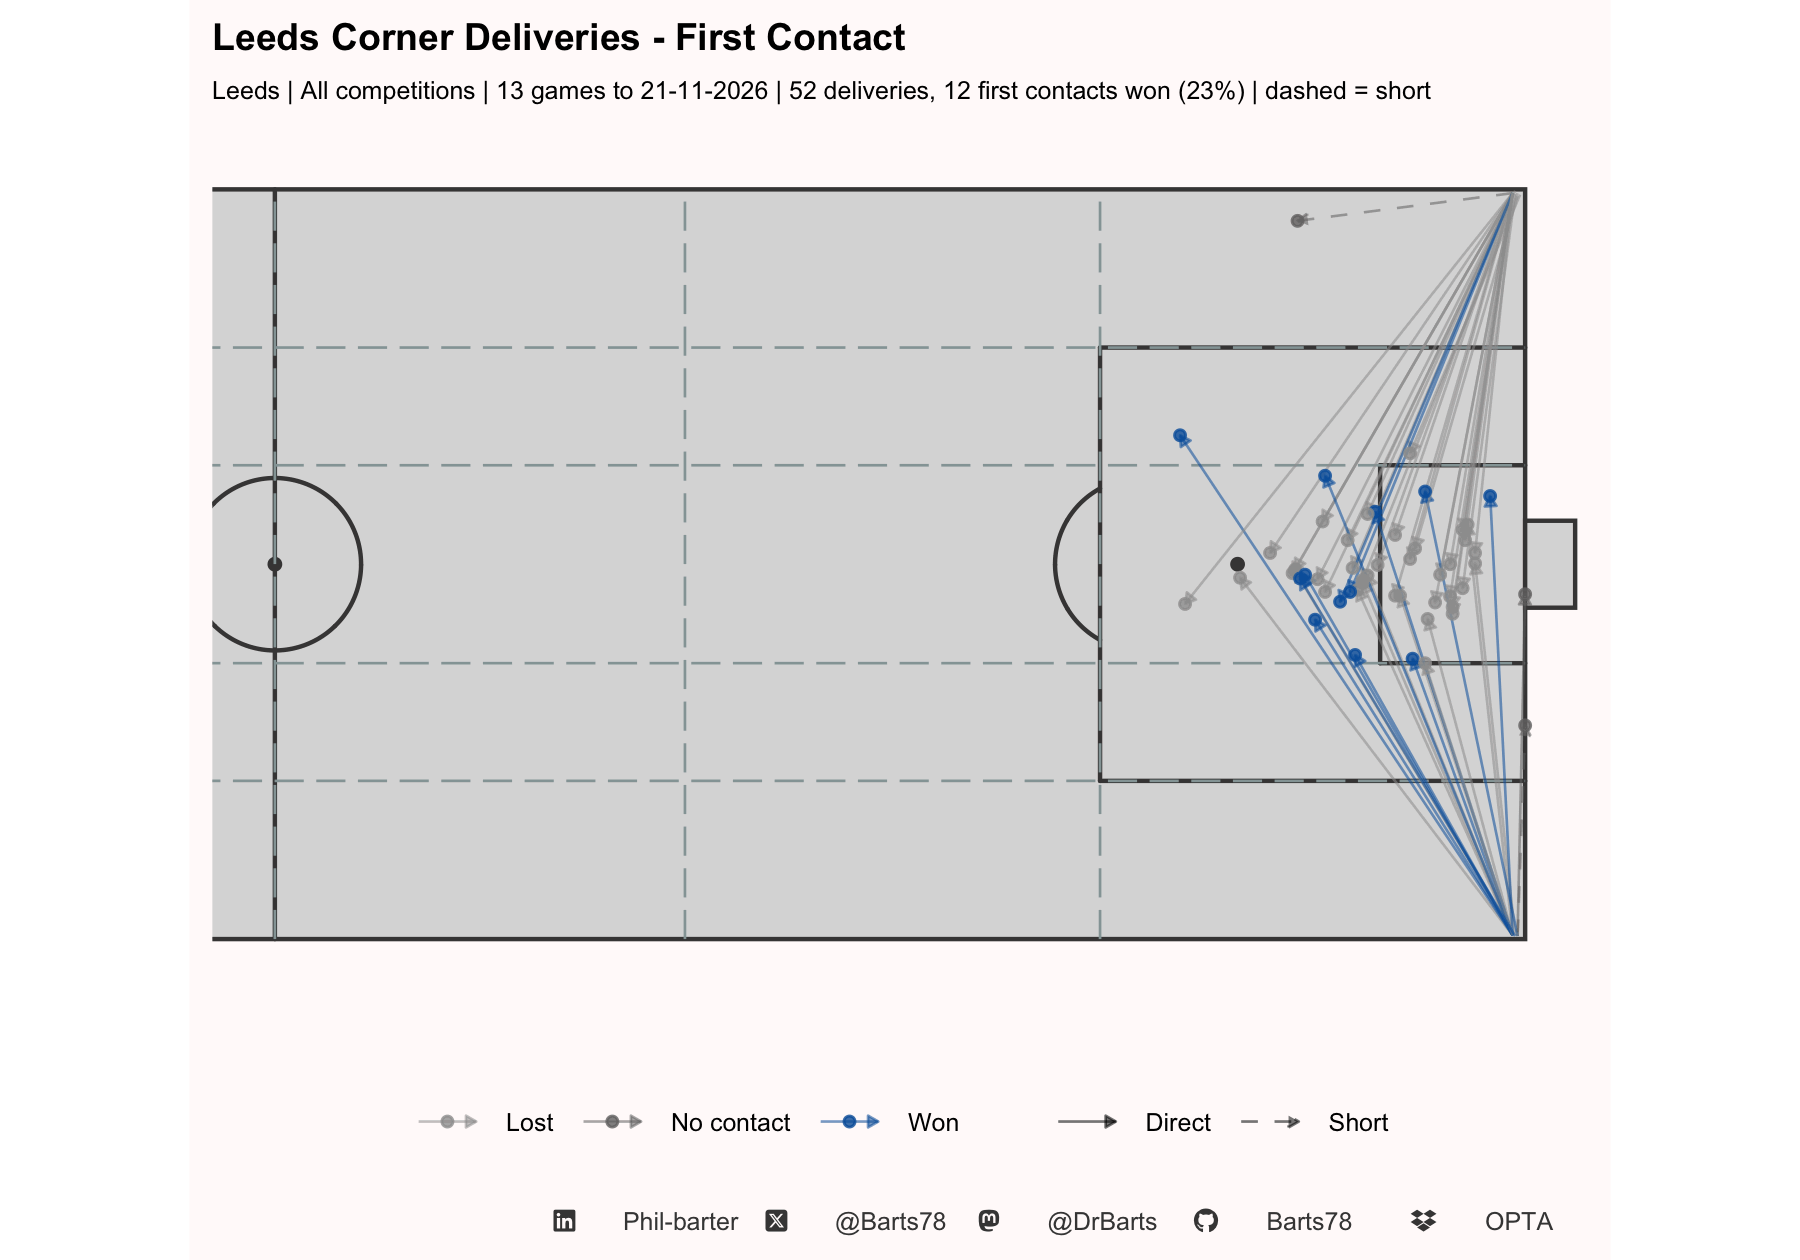 Leeds Corner Deliveries - First Contact
Leeds | All competitions | 13 games to 21-11-2026 | 52 deliveries, 12 first contacts won (23%) | dashed = short
Lost No contact Won Direct Short
Phil-barter @Barts78 @DrBarts Barts78 OPTA